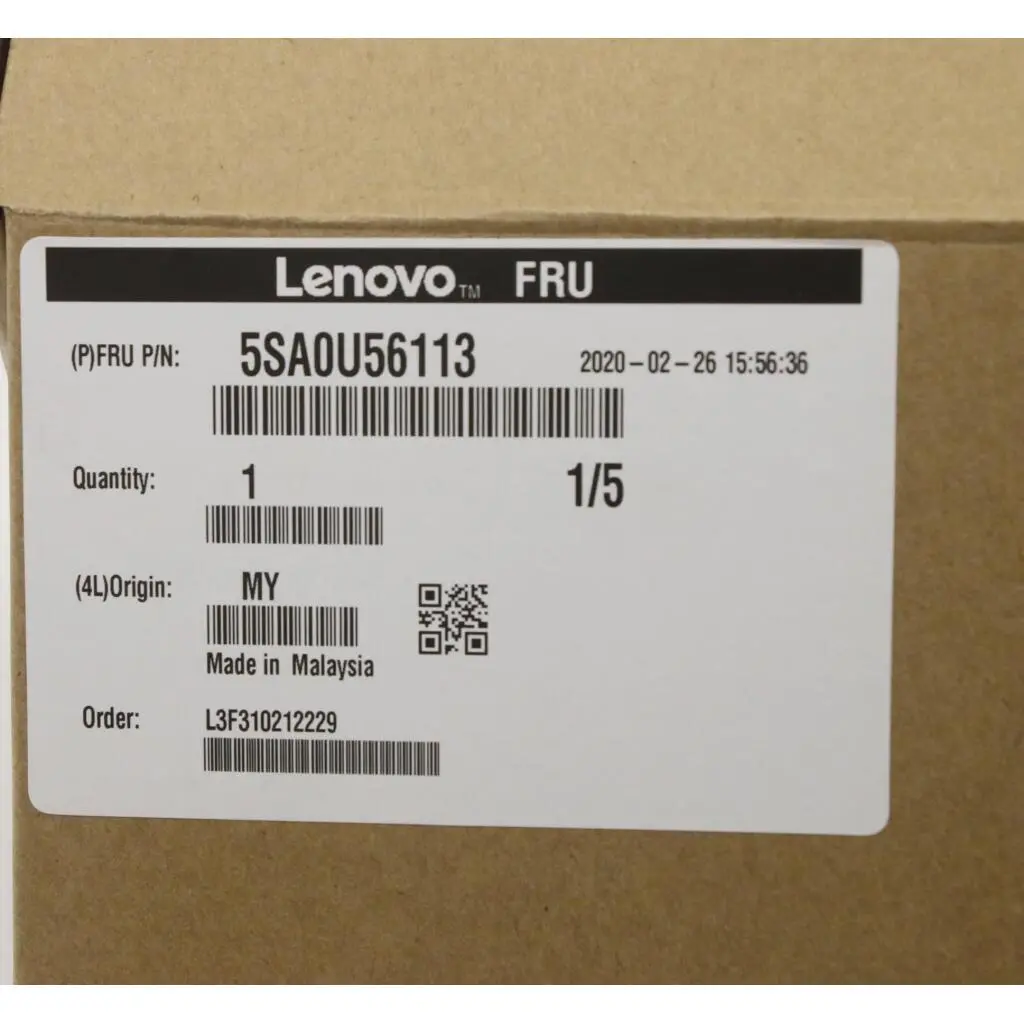 Lenovo™ FRU
(P)FRU P/N: 5SA0U56113 2020-02-26 15:56:36
Quantity: 1 1/5
(4L)Origin: MY
Made in Malaysia
Order: L3F310212229